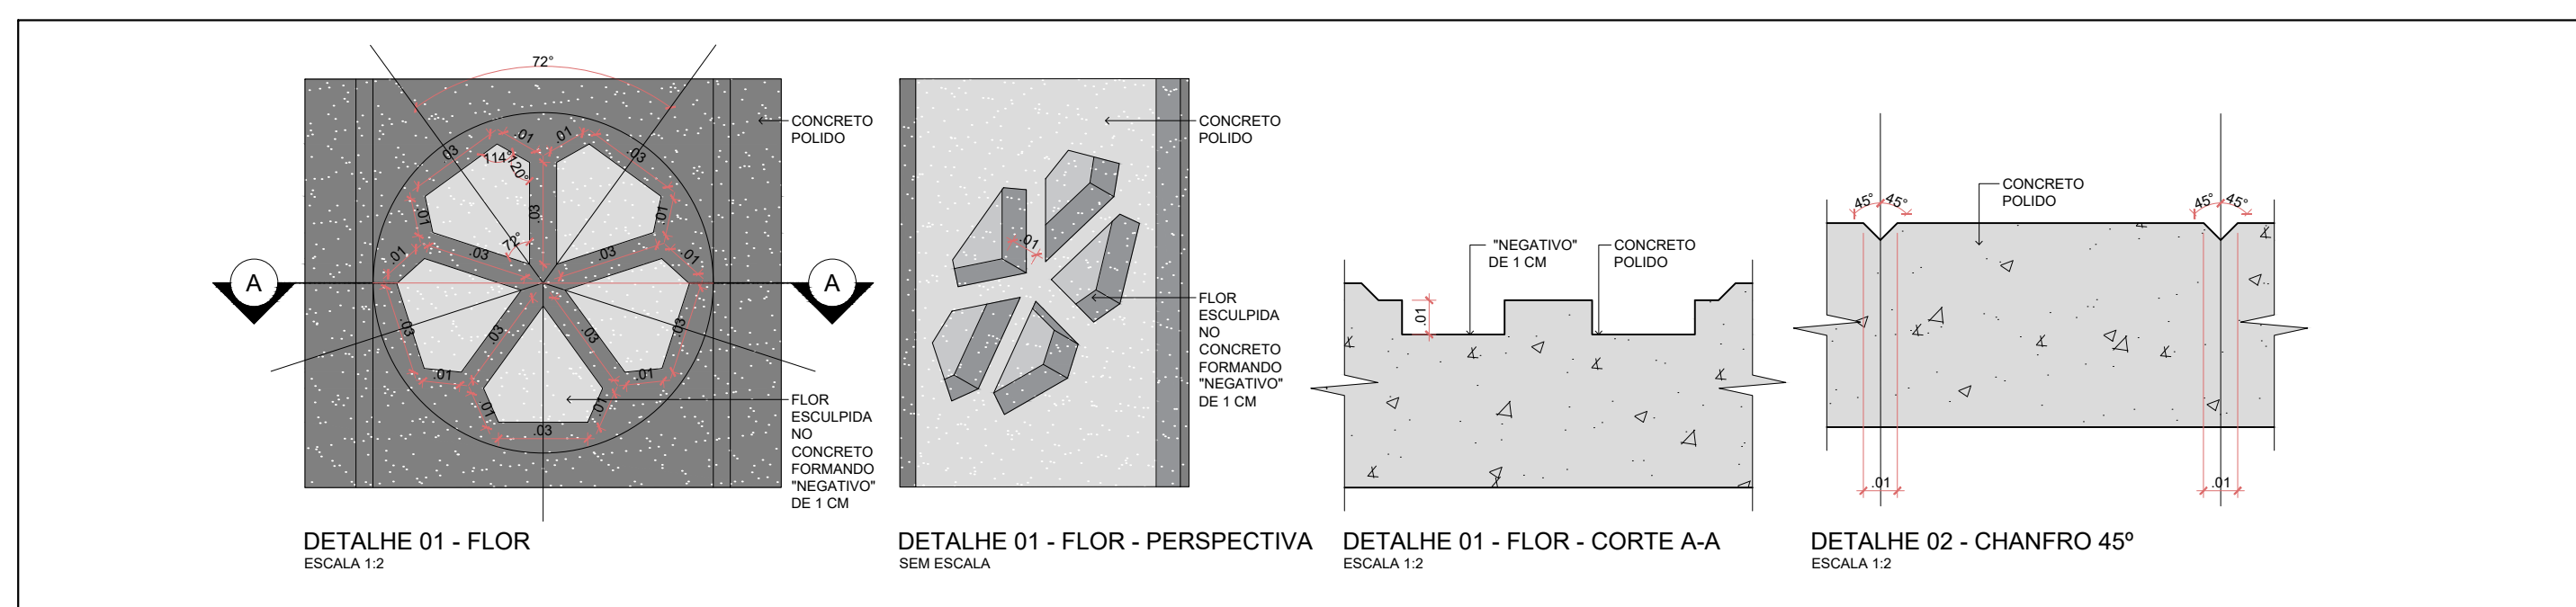 72°
CONCRETO
POLIDO
.01
.01
.03
.03
114°
120°
.01
.03
.01
72°
.01
.03
.03
.01
A
A
.03
.03
.03
.03
.01
.01
.01
.01
.03
FLOR
ESCULPIDA
NO
CONCRETO
FORMANDO
"NEGATIVO"
DE 1 CM
DETALHE 01 - FLOR
ESCALA 1:2
CONCRETO
POLIDO
.01
FLOR
ESCULPIDA
NO
CONCRETO
FORMANDO
"NEGATIVO"
DE 1 CM
DETALHE 01 - FLOR - PERSPECTIVA
SEM ESCALA
"NEGATIVO"
DE 1 CM
CONCRETO
POLIDO
.01
DETALHE 01 - FLOR - CORTE A-A
ESCALA 1:2
CONCRETO
POLIDO
45°
45°
45°
45°
.01
.01
DETALHE 02 - CHANFRO 45º
ESCALA 1:2